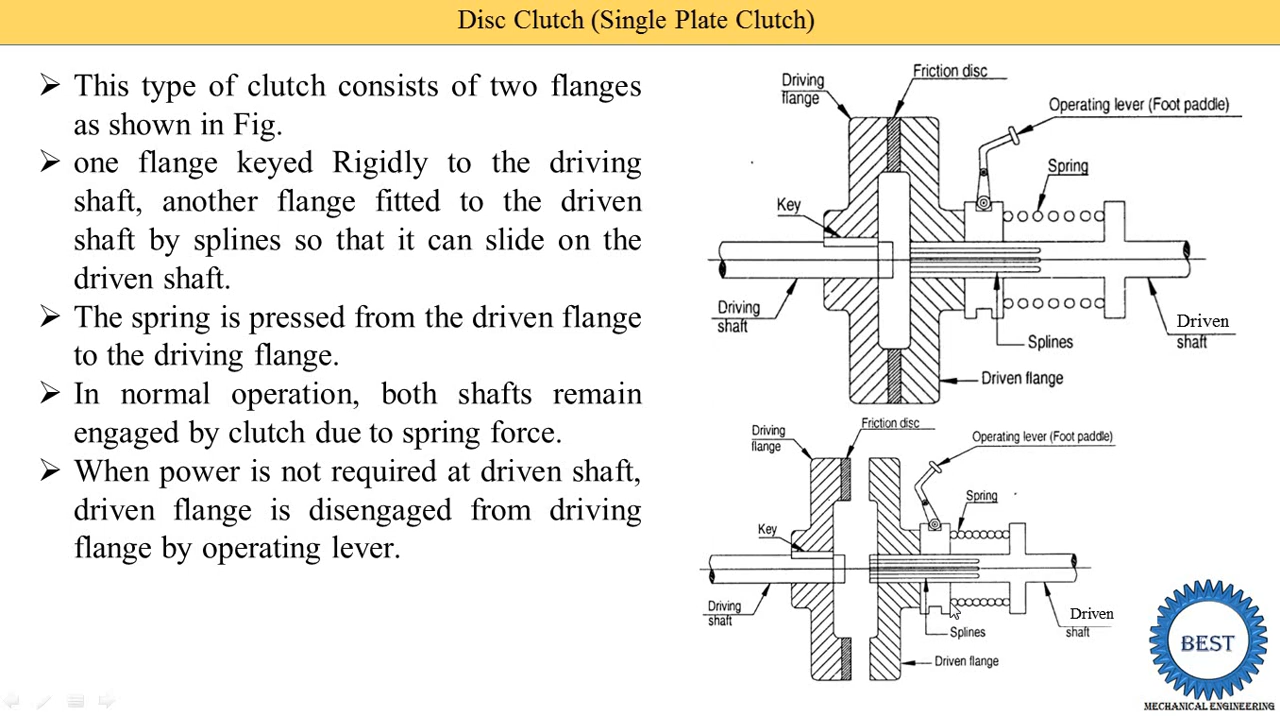 Disc Clutch (Single Plate Clutch)
This type of clutch consists of two flanges
as shown in Fig.
one flange keyed Rigidly to the driving
shaft, another flange fitted to the driven
shaft by splines so that it can slide on the
driven shaft.
The spring is pressed from the driven flange
to the driving flange.
In normal operation, both shafts remain
engaged by clutch due to spring force.
When power is not required at driven shaft,
driven flange is disengaged from driving
flange by operating lever.
Friction disc
Driving
flange
Operating lever (Foot paddle)
Spring
Key
Driving
shaft
Driven
shaft
Splines
Driven flange
Friction disc
Driving
flange
Operating lever (Foot paddle)
Spring
Key
Driving
shaft
Driven
shaft
Splines
Driven flange
BEST
MECHANICAL ENGINEERING